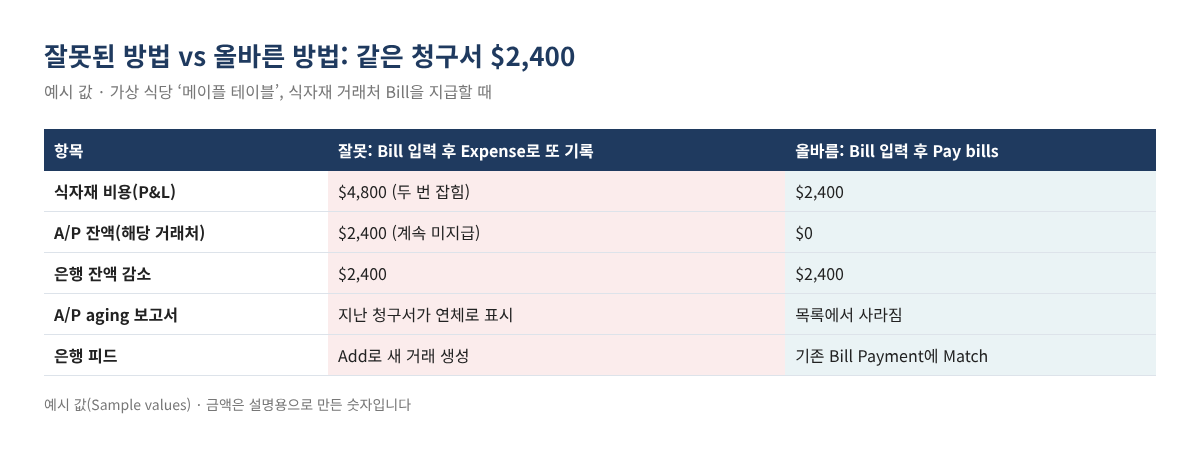 잘못된 방법 vs 올바른 방법: 같은 청구서 $2,400
예시 값 · 가상 식당 ‘메이플 테이블’, 식자재 거래처 Bill을 지급할 때
항목 잘못: Bill 입력 후 Expense로 또 기록 올바름: Bill 입력 후 Pay bills
식자재 비용(P&L) $4,800 (두 번 잡힘) $2,400
A/P 잔액(해당 거래처) $2,400 (계속 미지급) $0
은행 잔액 감소 $2,400 $2,400
A/P aging 보고서 지난 청구서가 연체로 표시 목록에서 사라짐
은행 피드 Add로 새 거래 생성 기존 Bill Payment에 Match
예시 값(Sample values) · 금액은 설명용으로 만든 숫자입니다